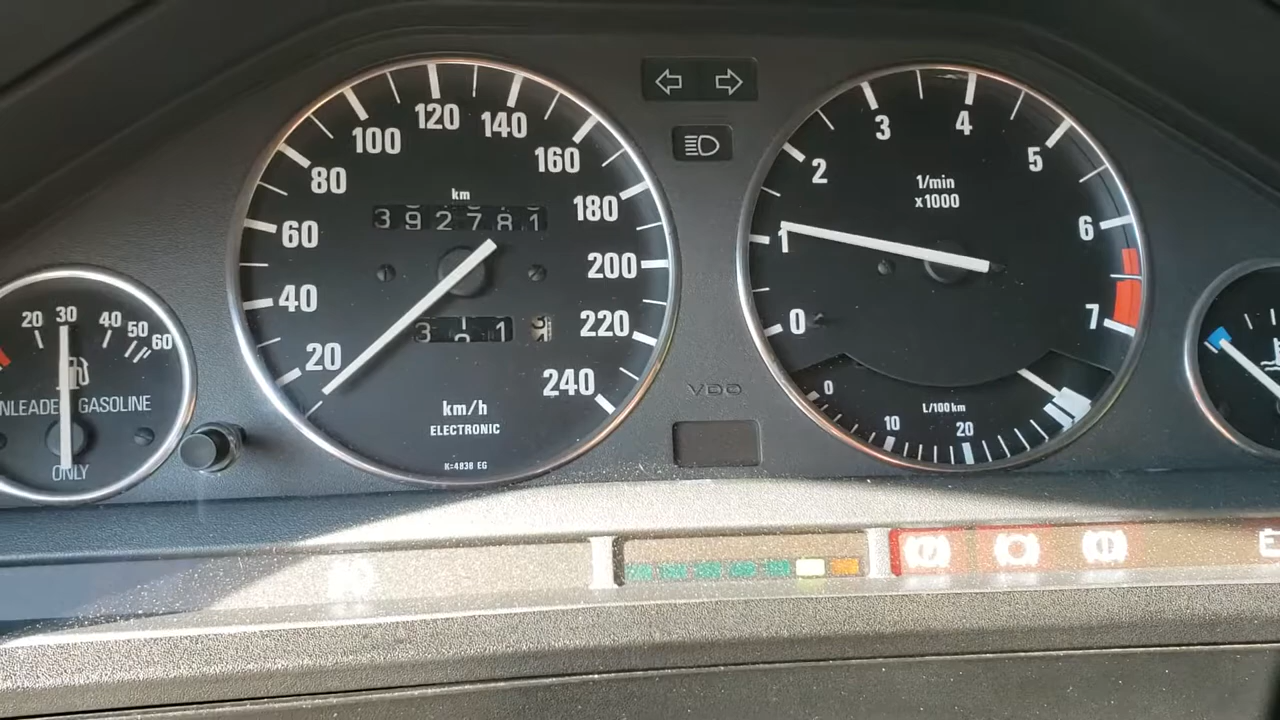 20 30 40 50 60
UNLEADED GASOLINE
ONLY
20
40
60
80
100
120
140
160
180
200
220
240
km
392781
3 1
km/h
ELECTRONIC
K=4838 EG
VDO
0
1
2
3
4
5
6
7
1/min
x1000
0
10
20
L/100km